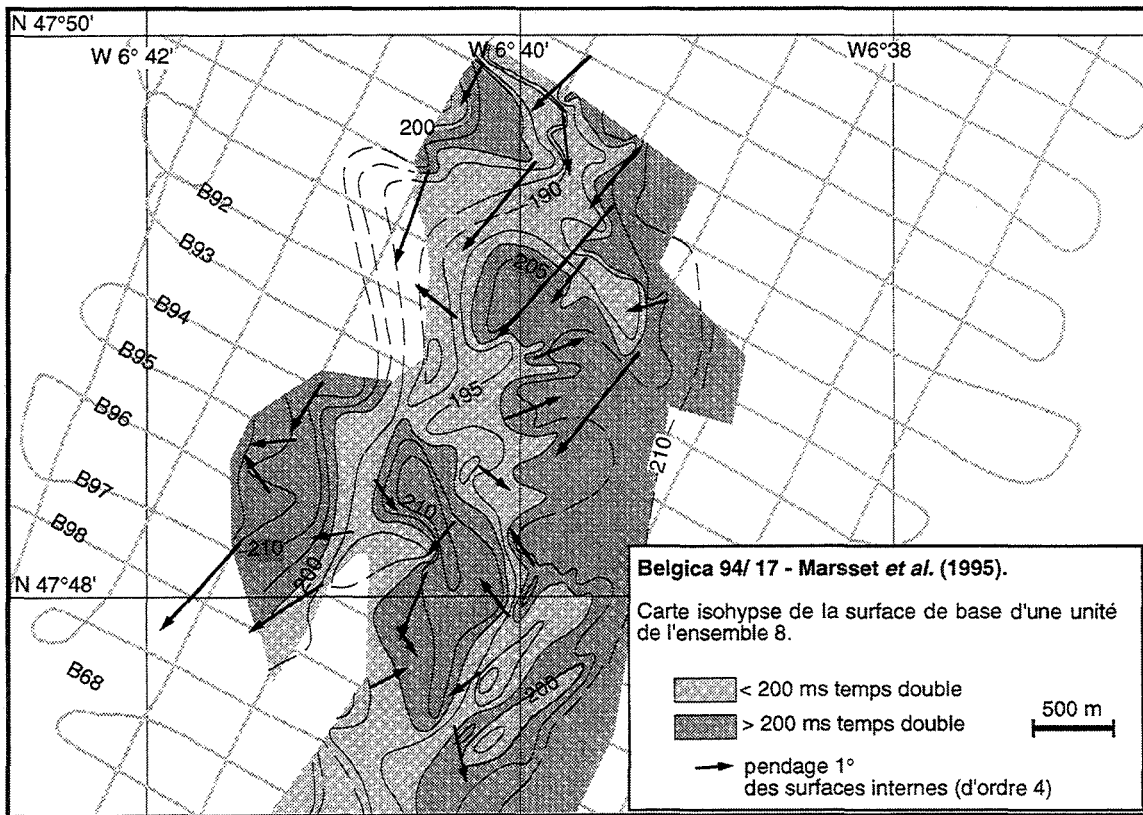 N 47°50'
W 6° 42'
W 6° 40'
W6°38'
200
190
B92
B93
205
B94
B95
195
B96
210
B97
210
B98
210
200
N 47°48'
B68
200
Belgica 94/ 17 - Marsset et al. (1995).
Carte isohypse de la surface de base d'une unité
de l'ensemble 8.
< 200 ms temps double
> 200 ms temps double
500 m
pendage 1°
des surfaces internes (d'ordre 4)